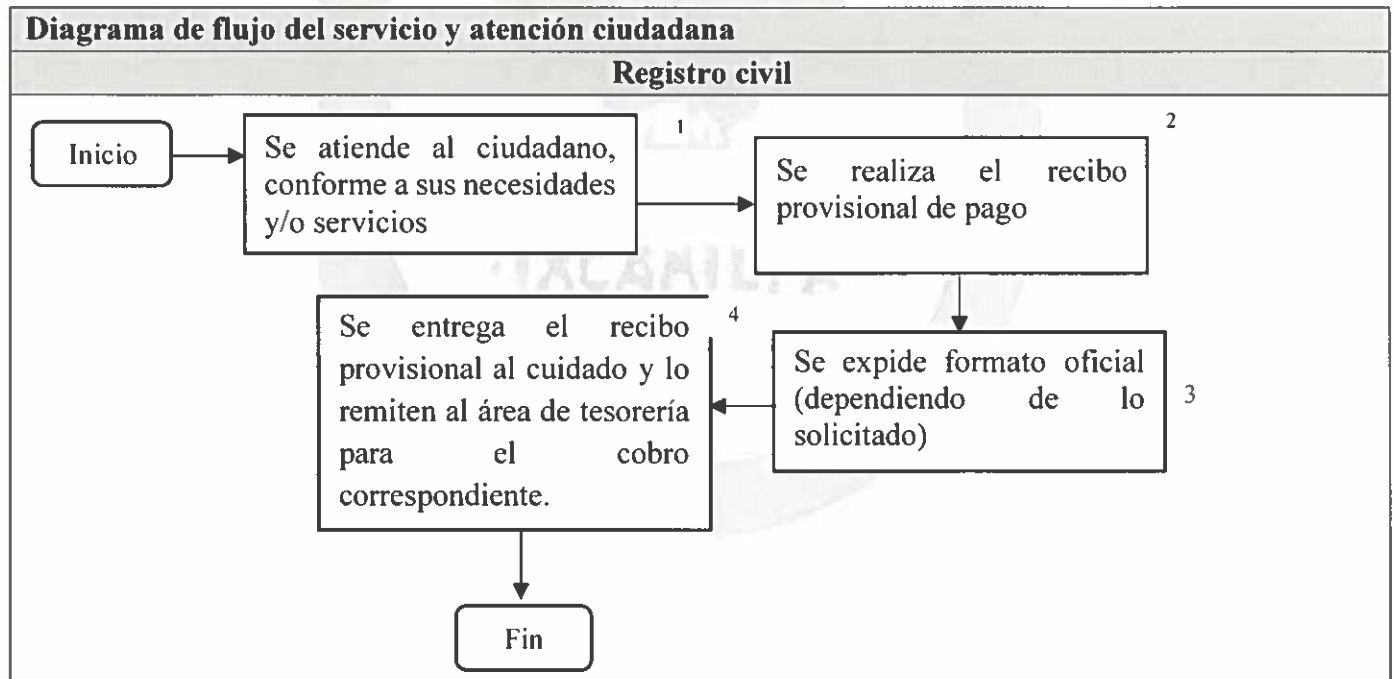 Diagrama de flujo del servicio y atención ciudadana
Registro civil
Inicio
Se atiende al ciudadano,
conforme a sus necesidades
y/o servicios
1
Se realiza el recibo
provisional de pago
2
Se expide formato oficial
(dependiendo de lo
solicitado)
3
Se entrega el recibo
provisional al cuidado y lo
remiten al área de tesorería
para el cobro
correspondiente.
4
Fin